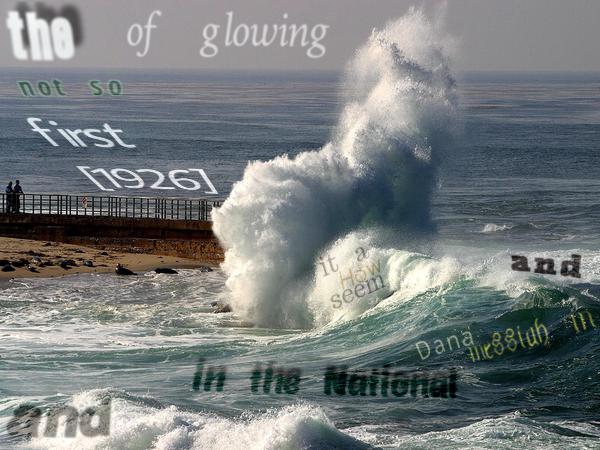 the of glowing
not so
first
[1926]
it a
How
seem
and
Dana
in the National
and